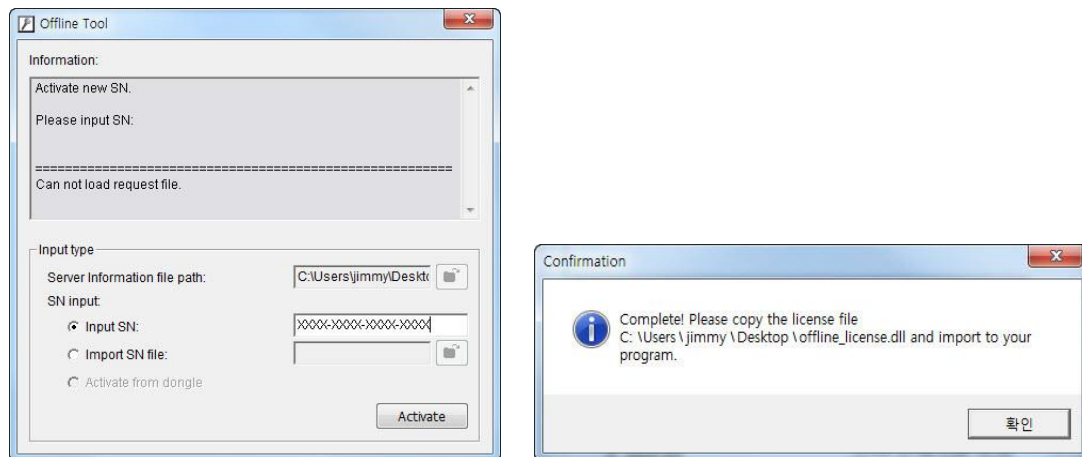 Offline Tool
Information:
Activate new SN.
Please input SN:
========================================================
Can not load request file.
Input type
Server Information file path:
C:\Users\jimmy\Deskto
SN input:
Input SN:
XXXX-XXXX-XXXX-XXXX
Import SN file:
Activate from dongle
Activate
Confirmation
Complete! Please copy the license file
C: \Users \ jimmy \ Desktop \ offline_license.dll and import to your
program.
확인